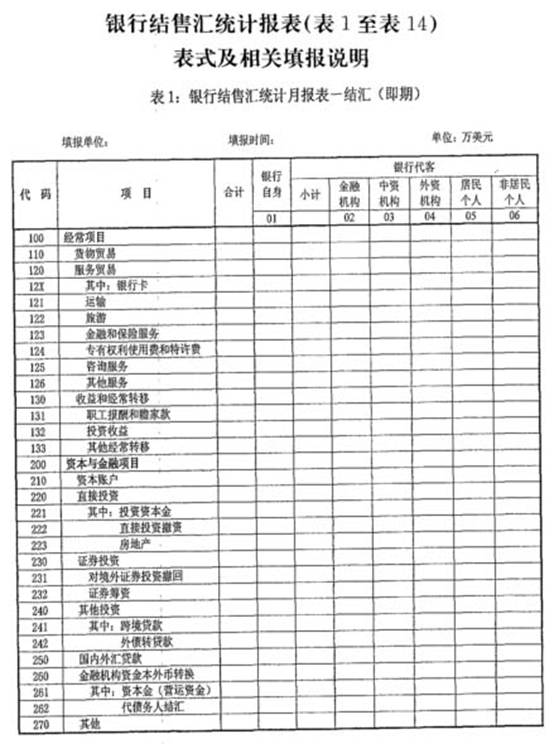 银行结售汇统计报表(表1至表14)
表式及相关填报说明
表1：银行结售汇统计月报表—结汇（即期）
填报单位： 填报时间： 单位：万美元
代 码 项 目 合计 银行自身 银行代客
小计 金融机构 中资机构 外资机构 居民个人 非居民个人
01 02 03 04 05 06
100 经常项目
110 货物贸易
120 服务贸易
12X 其中：银行卡
121 运输
122 旅游
123 金融和保险服务
124 专有权利使用费和特许费
125 咨询服务
126 其他服务
130 收益和经常转移
131 职工报酬和赡家款
132 投资收益
133 其他经常转移
200 资本与金融项目
210 资本账户
220 直接投资
221 其中：投资资本金
222 直接投资撤资
223 房地产
230 证券投资
231 对境外证券投资撤回
232 证券筹资
240 其他投资
241 其中：跨境贷款
242 外债转贷款
250 国内外汇贷款
260 金融机构资金本外币转换
261 其中：资本金（营运资金）
262 代债务人结汇
270 其他